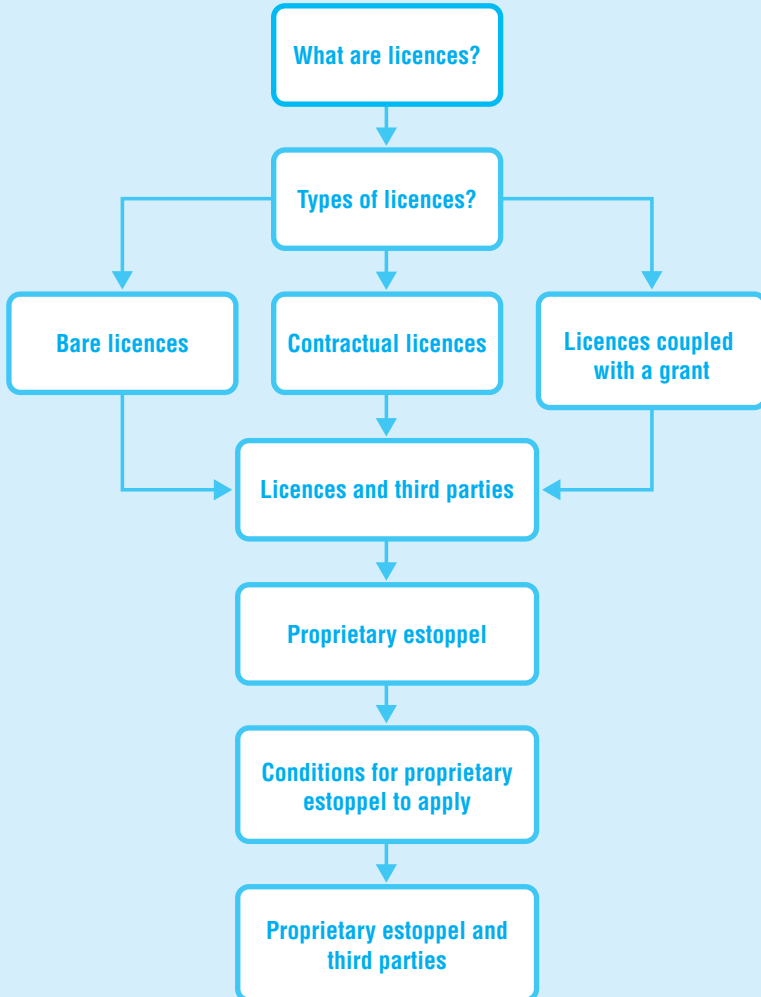 What are licences?
Types of licences?
Bare licences
Contractual licences
Licences coupled
with a grant
Licences and third parties
Proprietary estoppel
Conditions for proprietary
estoppel to apply
Proprietary estoppel and
third parties